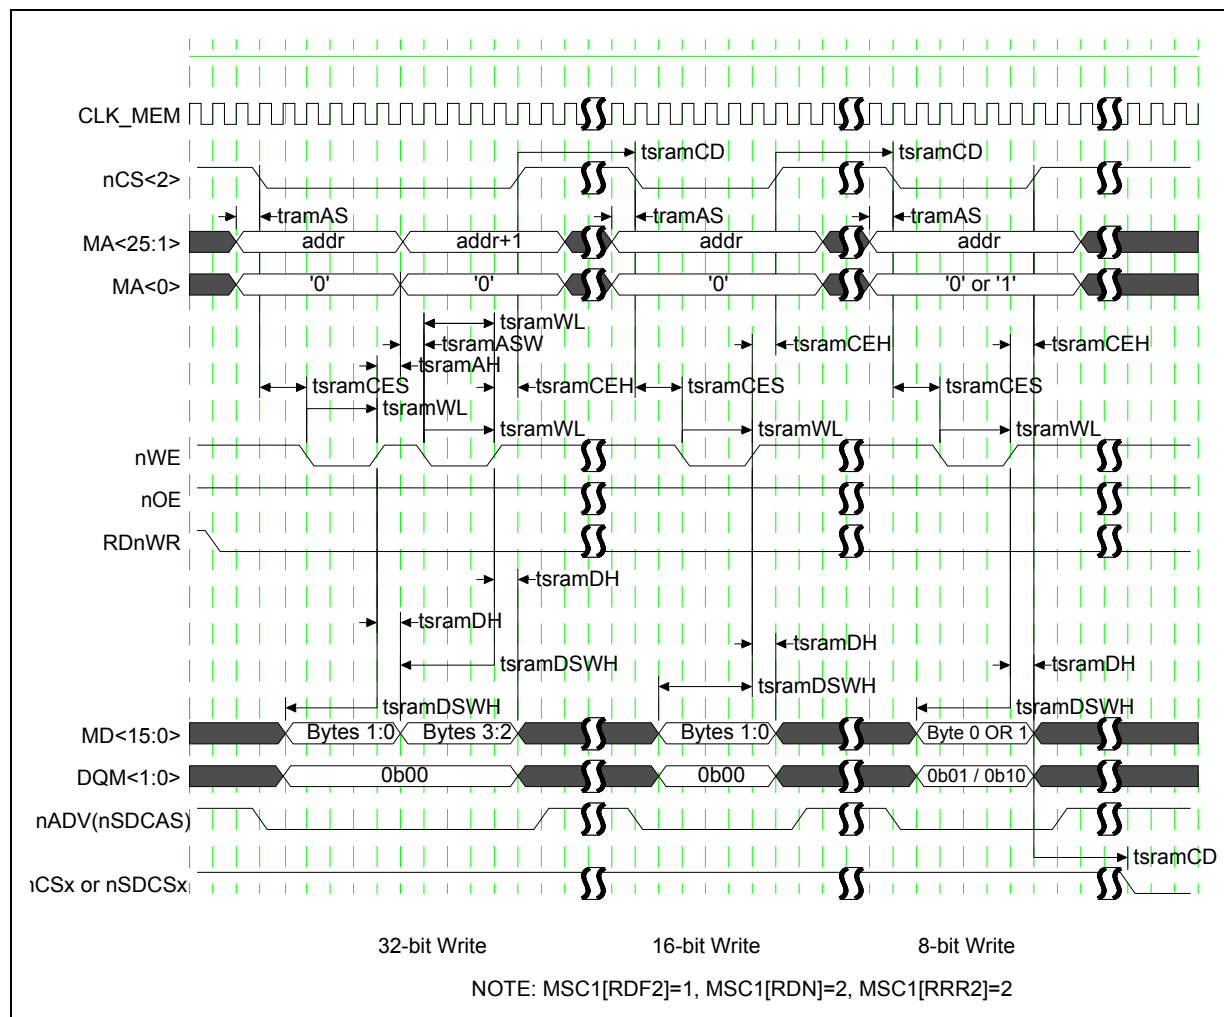 CLK_MEM
tsramCD tsramCD
nCS<2>
tramAS tramAS tramAS
MA<25:1> addr addr+1 addr addr
MA<0> '0' '0' '0' '0' or '1'
tsramWL
tsramASW tsramCEH tsramCEH
tsramAH
tsramCES tsramCEH tsramCES tsramCES
tsramWL
tsramWL tsramWL tsramWL
nWE
nOE
RDnWR
tsramDH
tsramDH
tsramDH
tsramDSWH tsramDH
tsramDSWH
tsramDSWH tsramDSWH
MD<15:0> Bytes 1:0 Bytes 3:2 Bytes 1:0 Byte 0 OR 1
DQM<1:0> 0b00 0b00 0b01 / 0b10
nADV(nSDCAS)
tsramCD
ıCSx or nSDCSx
32-bit Write 16-bit Write 8-bit Write
NOTE: MSC1[RDF2]=1, MSC1[RDN]=2, MSC1[RRR2]=2